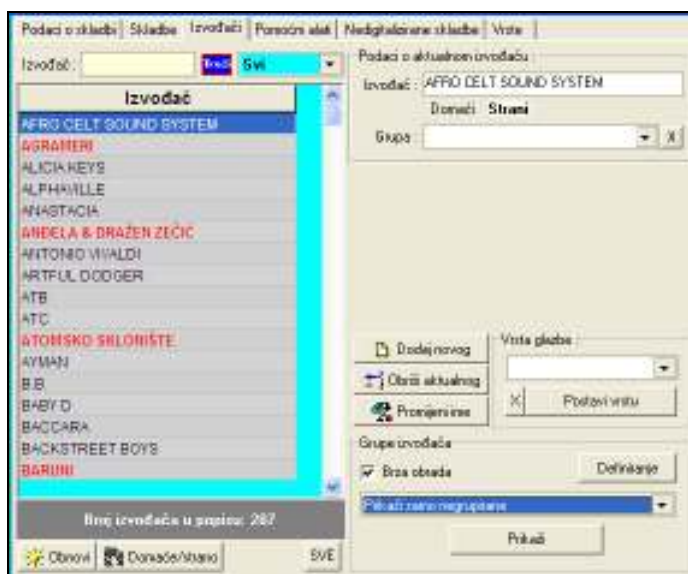 Podaci o skladbi | Skladbe | Izvođači | Pomoćni alati | Nedigitalizirane skladbe | Vrste
Izvođač : Traži Svi
Izvođač
AFRO CELT SOUND SYSTEM
AGRAMERI
ALICIA KEYS
ALPHAVILLE
ANASTACIA
ANĐELA & DRAŽEN ZEČIĆ
ANTONIO VIVALDI
ARTFUL DODGER
ATB
ATC
ATOMSKO SKLONIŠTE
AYMAN
B.B.
BABY D
BACCARA
BACKSTREET BOYS
BARUNI
Broj izvođača u popisu: 287
Obnovi Domaće/strano SVE
Podaci o aktualnom izvođaču :
Izvođač : AFRO CELT SOUND SYSTEM
Domaći Strani
Grupa : X
Dodaj novog
Obriši aktualnog
Promijeni ime
Vrsta glazbe :
X Postavi vrstu
Grupe izvođača
Brza obrada Definiranje
Prikaži samo negrupirane
Prikaži